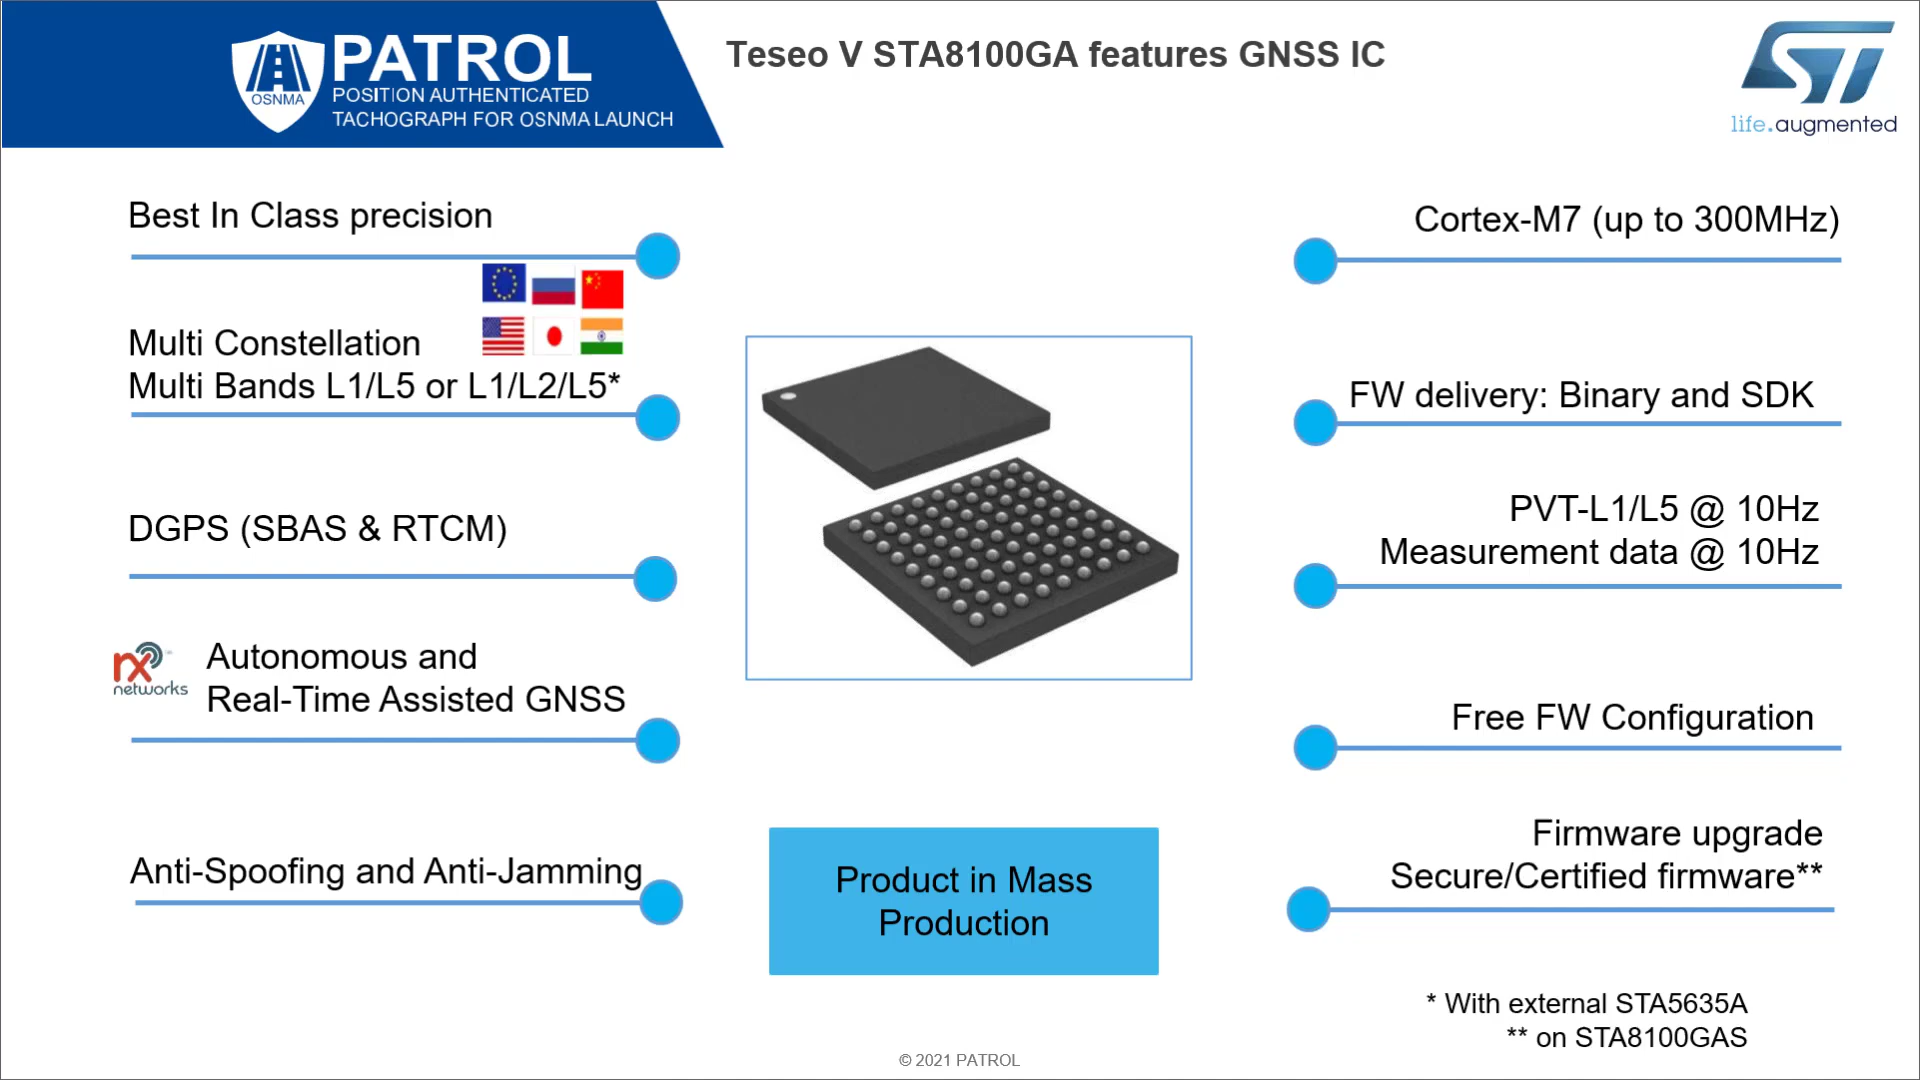 OSNMA
PATROL
POSITION AUTHENTICATED
TACHOGRAPH FOR OSNMA LAUNCH
Teseo V STA8100GA features GNSS IC
ST
life.augmented
Best In Class precision
Multi Constellation
Multi Bands L1/L5 or L1/L2/L5*
DGPS (SBAS & RTCM)
rx
networks
Autonomous and
Real-Time Assisted GNSS
Anti-Spoofing and Anti-Jamming
Product in Mass
Production
Cortex-M7 (up to 300MHz)
FW delivery: Binary and SDK
PVT-L1/L5 @ 10Hz
Measurement data @ 10Hz
Free FW Configuration
Firmware upgrade
Secure/Certified firmware**
* With external STA5635A
** on STA8100GAS
© 2021 PATROL